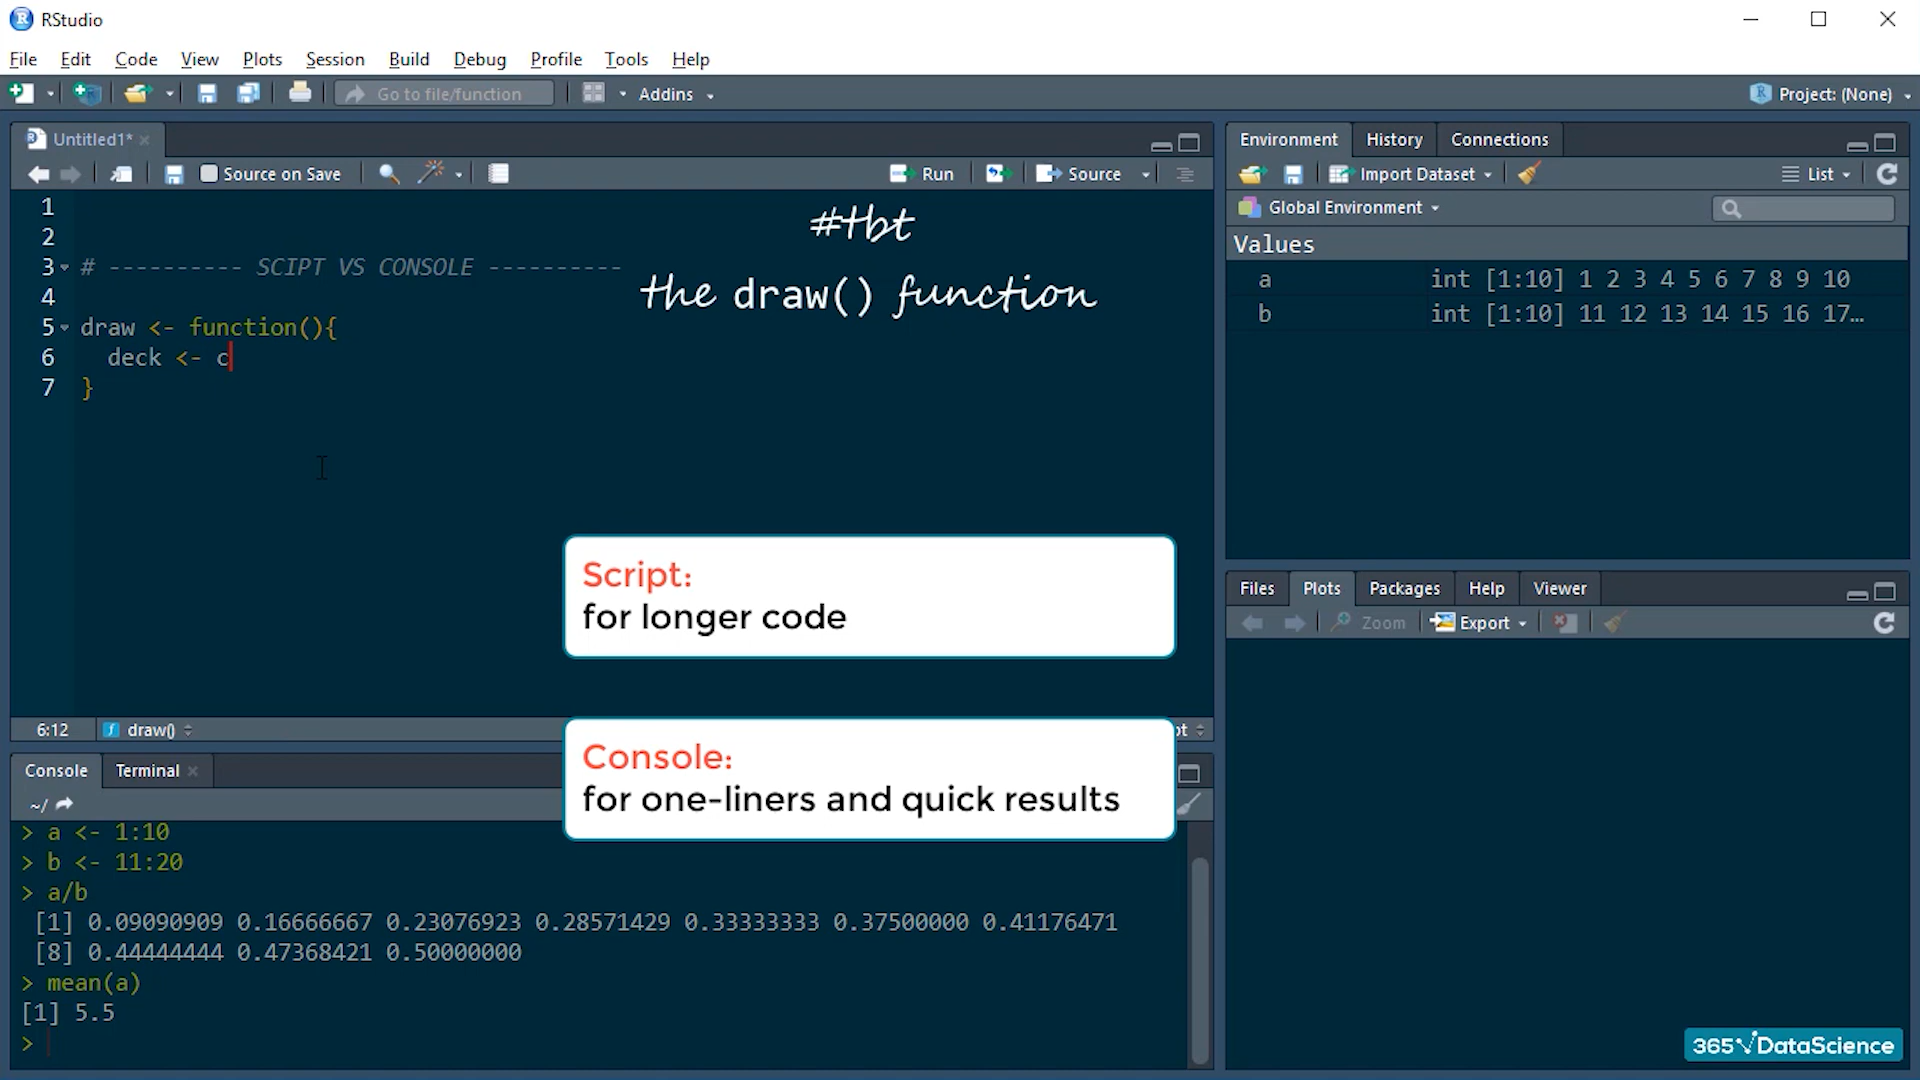 RStudio
File Edit Code View Plots Session Build Debug Profile Tools Help
Go to file/function Addins Project: (None)
Untitled1*
Source on Save Run Source
1
2
3 # ---------- SCIPT VS CONSOLE ----------
4
5 draw <- function(){
6 deck <- c
7 }
#tbt
the draw() function
Script:
for longer code
6:12 draw() pt
Console:
for one-liners and quick results
Console Terminal
~/
> a <- 1:10
> b <- 11:20
> a/b
[1] 0.09090909 0.16666667 0.23076923 0.28571429 0.33333333 0.37500000 0.41176471
[8] 0.44444444 0.47368421 0.50000000
> mean(a)
[1] 5.5
>
Environment History Connections
Import Dataset List
Global Environment
Values
a int [1:10] 1 2 3 4 5 6 7 8 9 10
b int [1:10] 11 12 13 14 15 16 17…
Files Plots Packages Help Viewer
Zoom Export
365 DataScience